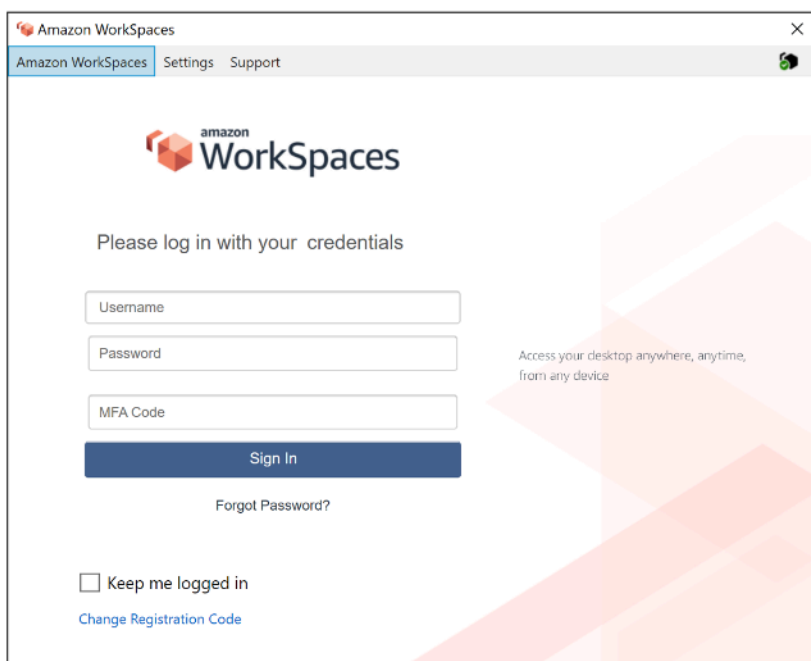 Amazon WorkSpaces
Amazon WorkSpaces Settings Support
amazon
WorkSpaces
Please log in with your credentials
Username
Password
Access your desktop anywhere, anytime,
from any device
MFA Code
Sign In
Forgot Password?
Keep me logged in
Change Registration Code